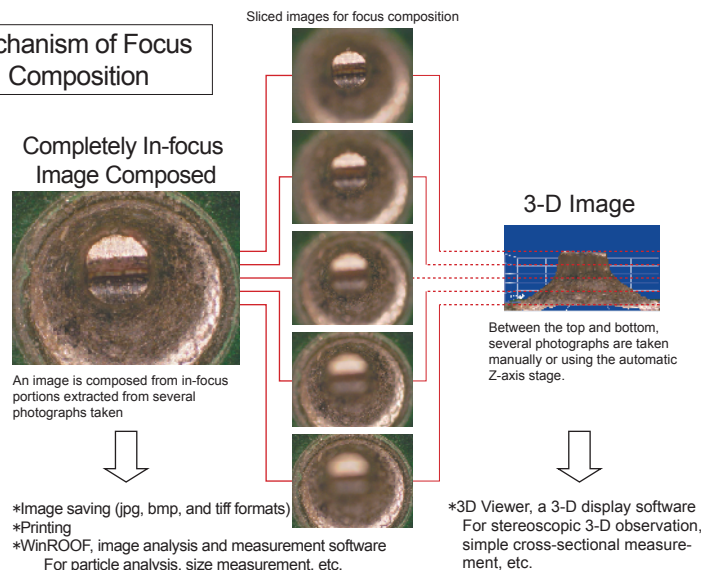 Sliced images for focus composition
chanism of Focus
Composition
Completely In-focus
Image Composed
3-D Image
Between the top and bottom,
several photographs are taken
manually or using the automatic
Z-axis stage.
An image is composed from in-focus
portions extracted from several
photographs taken
*Image saving (jpg, bmp, and tiff formats)
*Printing
*WinROOF, image analysis and measurement software
For particle analysis, size measurement, etc.
*3D Viewer, a 3-D display software
For stereoscopic 3-D observation,
simple cross-sectional measure-
ment, etc.